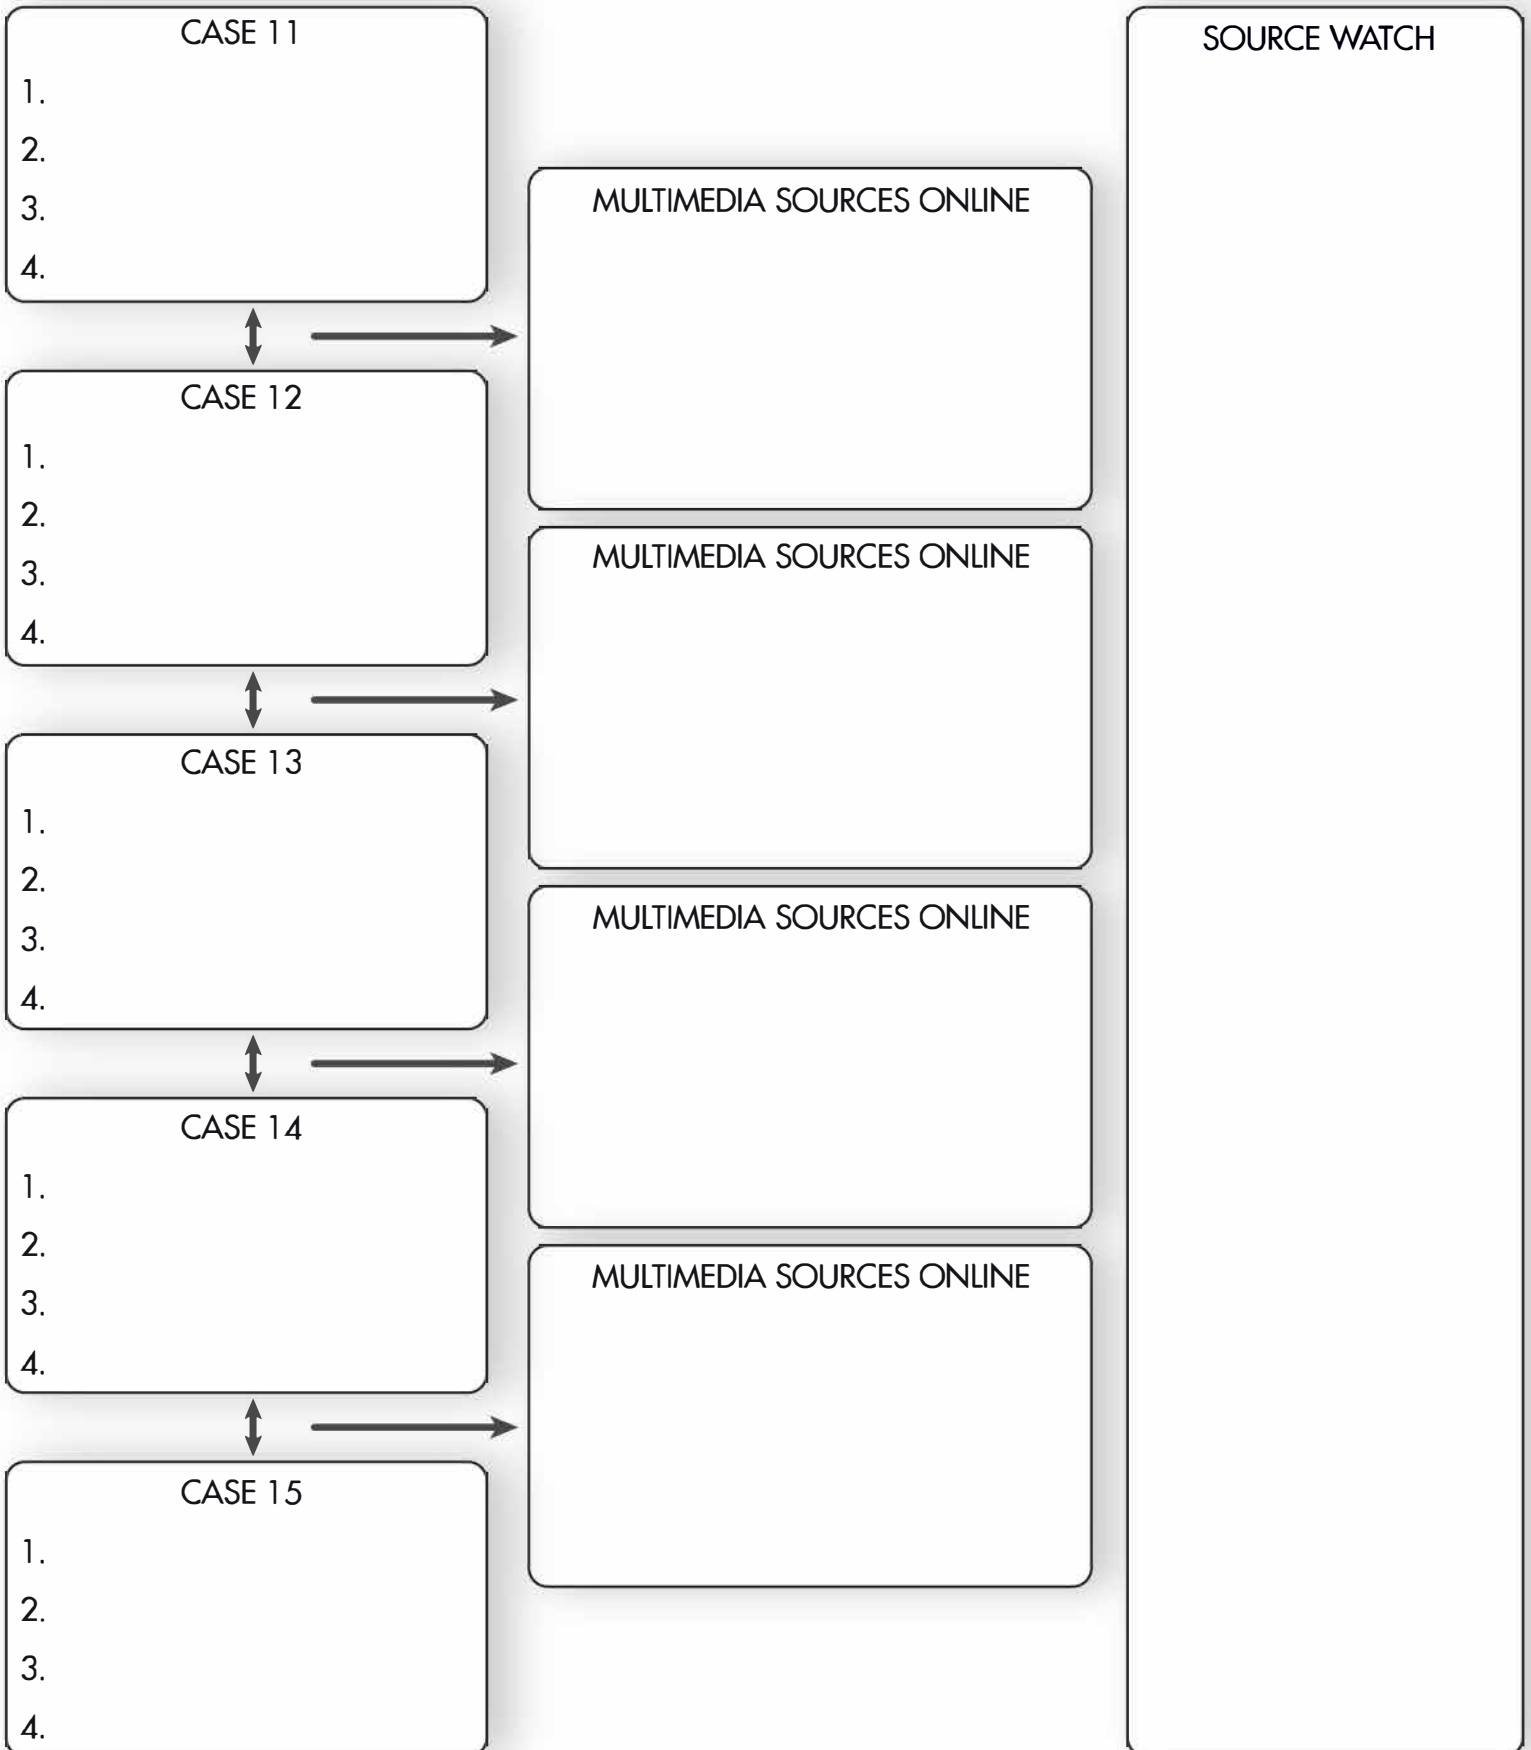 CASE 11
1.
2.
3.
4.
CASE 12
1.
2.
3.
4.
CASE 13
1.
2.
3.
4.
CASE 14
1.
2.
3.
4.
CASE 15
1.
2.
3.
4.
MULTIMEDIA SOURCES ONLINE
MULTIMEDIA SOURCES ONLINE
MULTIMEDIA SOURCES ONLINE
MULTIMEDIA SOURCES ONLINE
SOURCE WATCH